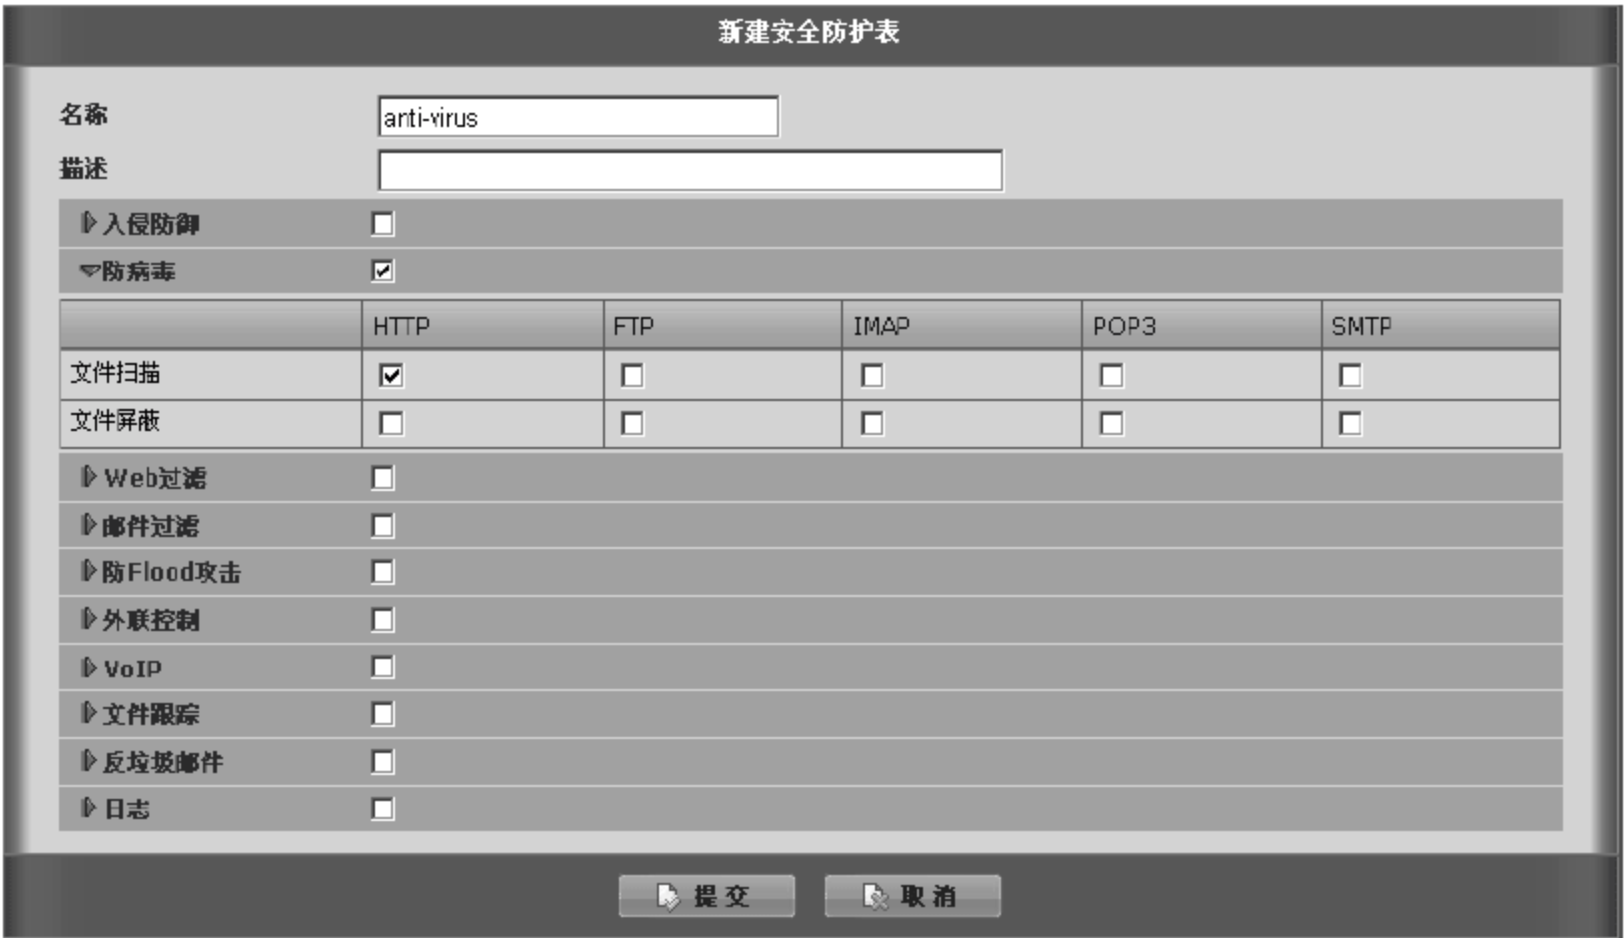 新建安全防护表
名称 anti-virus
描述
入侵防御
防病毒
HTTP FTP IMAP POP3 SMTP
文件扫描
文件屏蔽
Web过滤
邮件过滤
防Flood攻击
外联控制
VoIP
文件跟踪
反垃圾邮件
日志
提交 取消